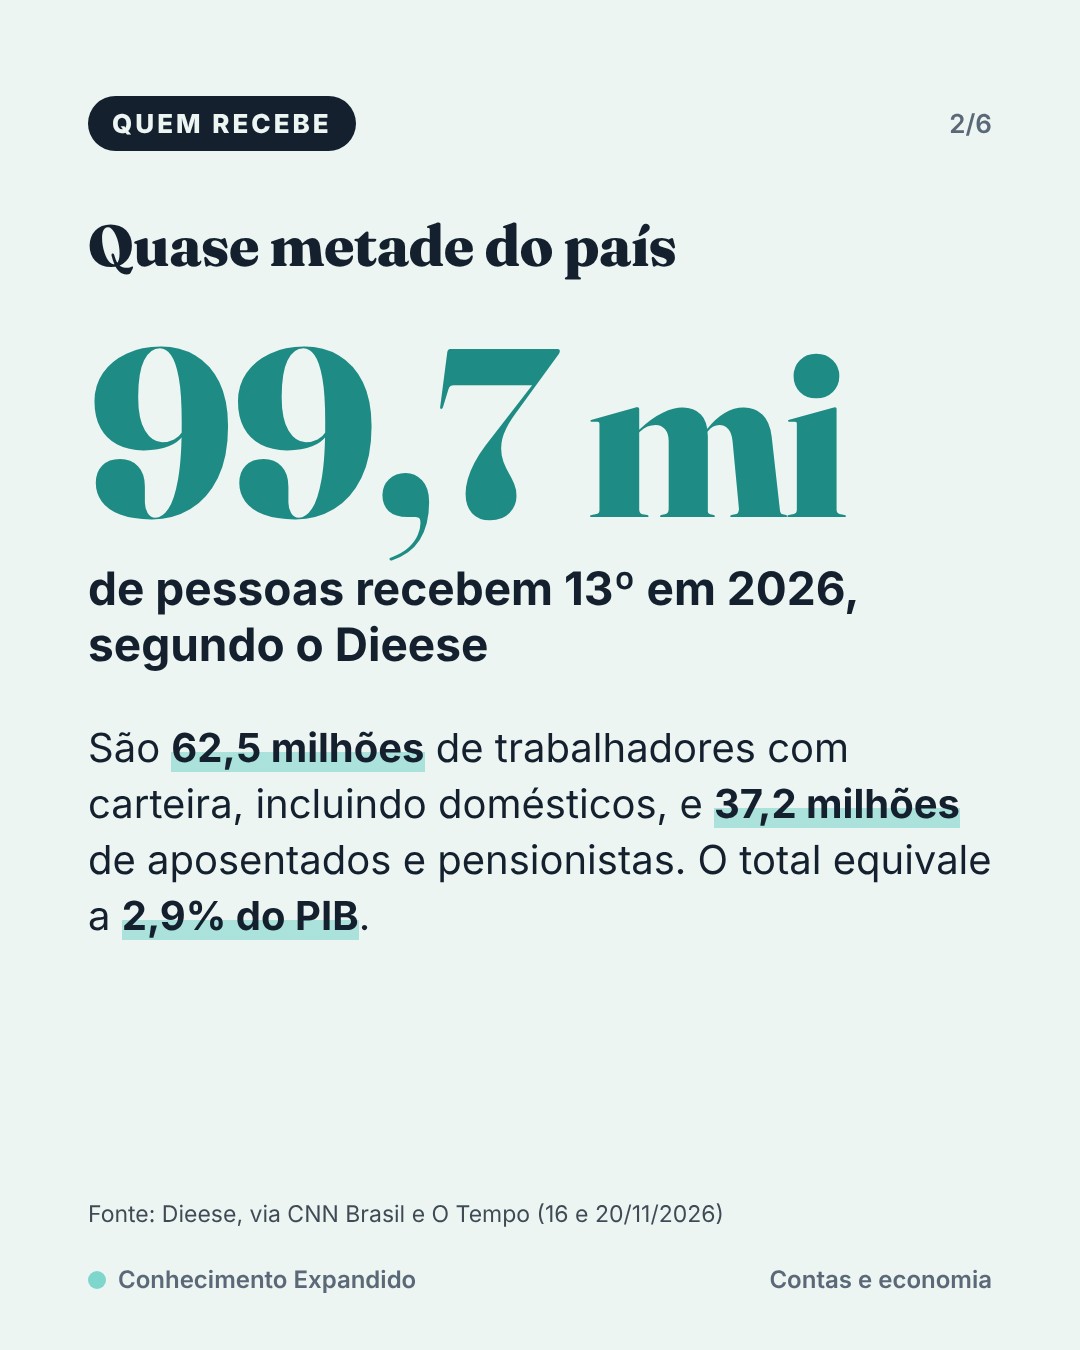 QUEM RECEBE
2/6
Quase metade do país
99,7 mi
de pessoas recebem 13º em 2026,
segundo o Dieese
São 62,5 milhões de trabalhadores com
carteira, incluindo domésticos, e 37,2 milhões
de aposentados e pensionistas. O total equivale
a 2,9% do PIB.
Fonte: Dieese, via CNN Brasil e O Tempo (16 e 20/11/2026)
Conhecimento Expandido
Contas e economia